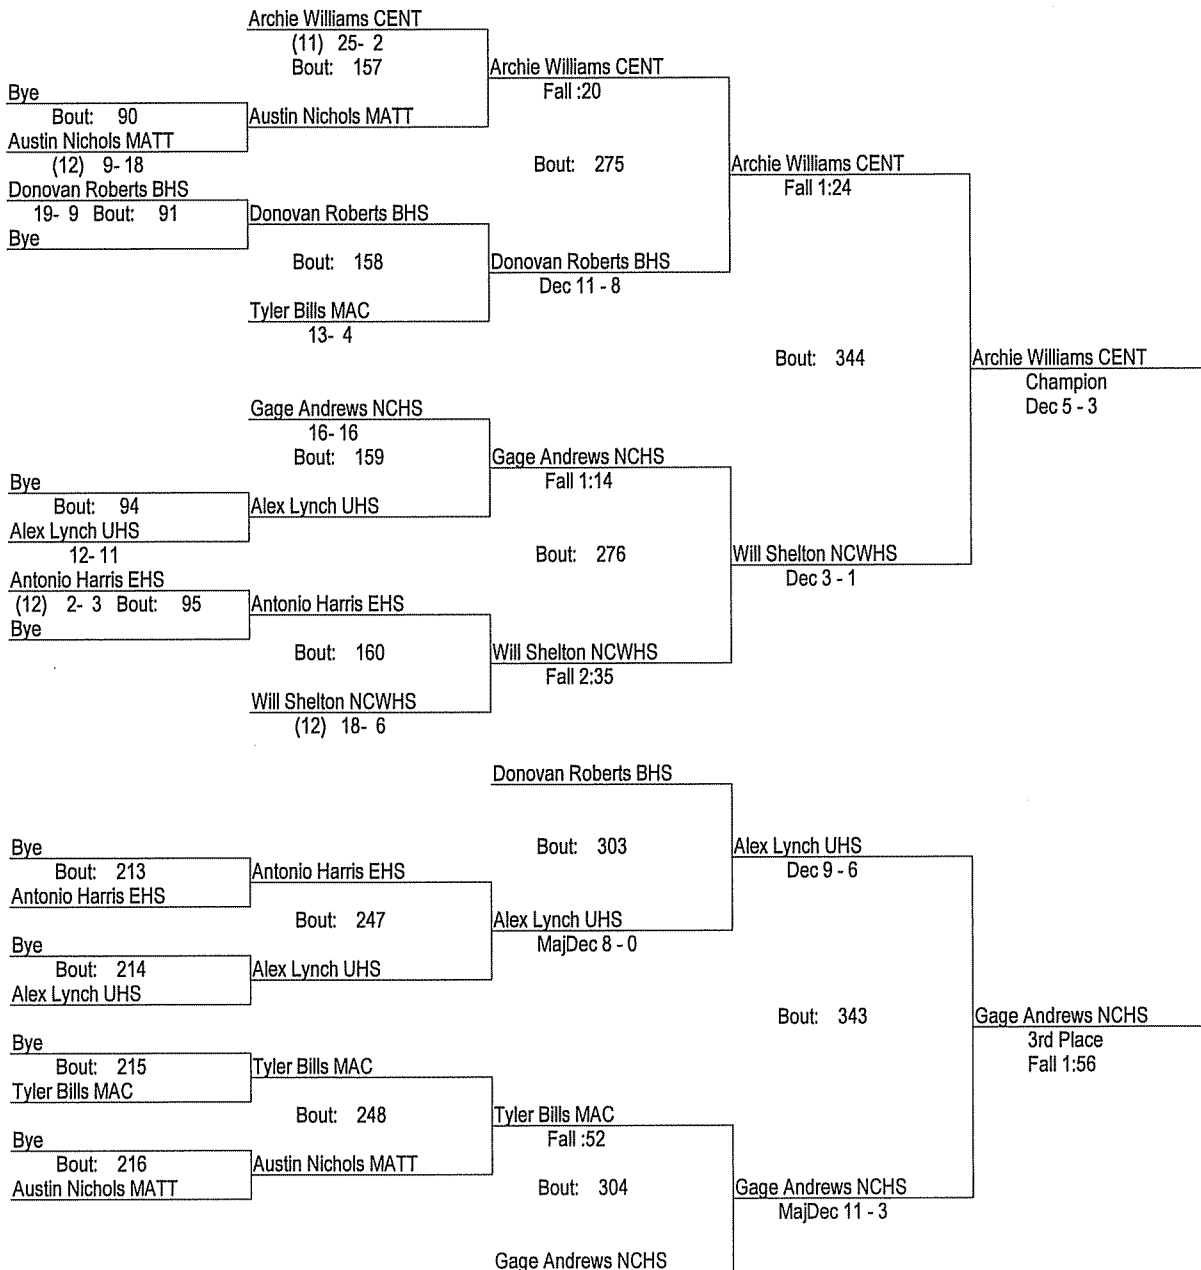 Archie Williams CENT
(11) 25- 2
Bout: 157
Archie Williams CENT
Fall :20
Bye
Bout: 90
Austin Nichols MATT
Austin Nichols MATT
(12) 9- 18
Bout: 275
Archie Williams CENT
Fall 1:24
Donovan Roberts BHS
19- 9 Bout: 91
Donovan Roberts BHS
Bye
Bout: 158
Donovan Roberts BHS
Dec 11 - 8
Tyler Bills MAC
13- 4
Bout: 344
Archie Williams CENT
Champion
Dec 5 - 3
Gage Andrews NCHS
16- 16
Bout: 159
Gage Andrews NCHS
Fall 1:14
Bye
Bout: 94
Alex Lynch UHS
Alex Lynch UHS
12- 11
Bout: 276
Will Shelton NCWHS
Dec 3 - 1
Antonio Harris EHS
(12) 2- 3 Bout: 95
Antonio Harris EHS
Bye
Bout: 160
Will Shelton NCWHS
Fall 2:35
Will Shelton NCWHS
(12) 18- 6
Donovan Roberts BHS
Bout: 303
Alex Lynch UHS
Dec 9 - 6
Bye
Bout: 213
Antonio Harris EHS
Antonio Harris EHS
Bout: 247
Alex Lynch UHS
MajDec 8 - 0
Bye
Bout: 214
Alex Lynch UHS
Alex Lynch UHS
Bout: 343
Gage Andrews NCHS
3rd Place
Fall 1:56
Bye
Bout: 215
Tyler Bills MAC
Tyler Bills MAC
Bout: 248
Tyler Bills MAC
Fall :52
Bye
Bout: 216
Austin Nichols MATT
Austin Nichols MATT
Bout: 304
Gage Andrews NCHS
MajDec 11 - 3
Gage Andrews NCHS